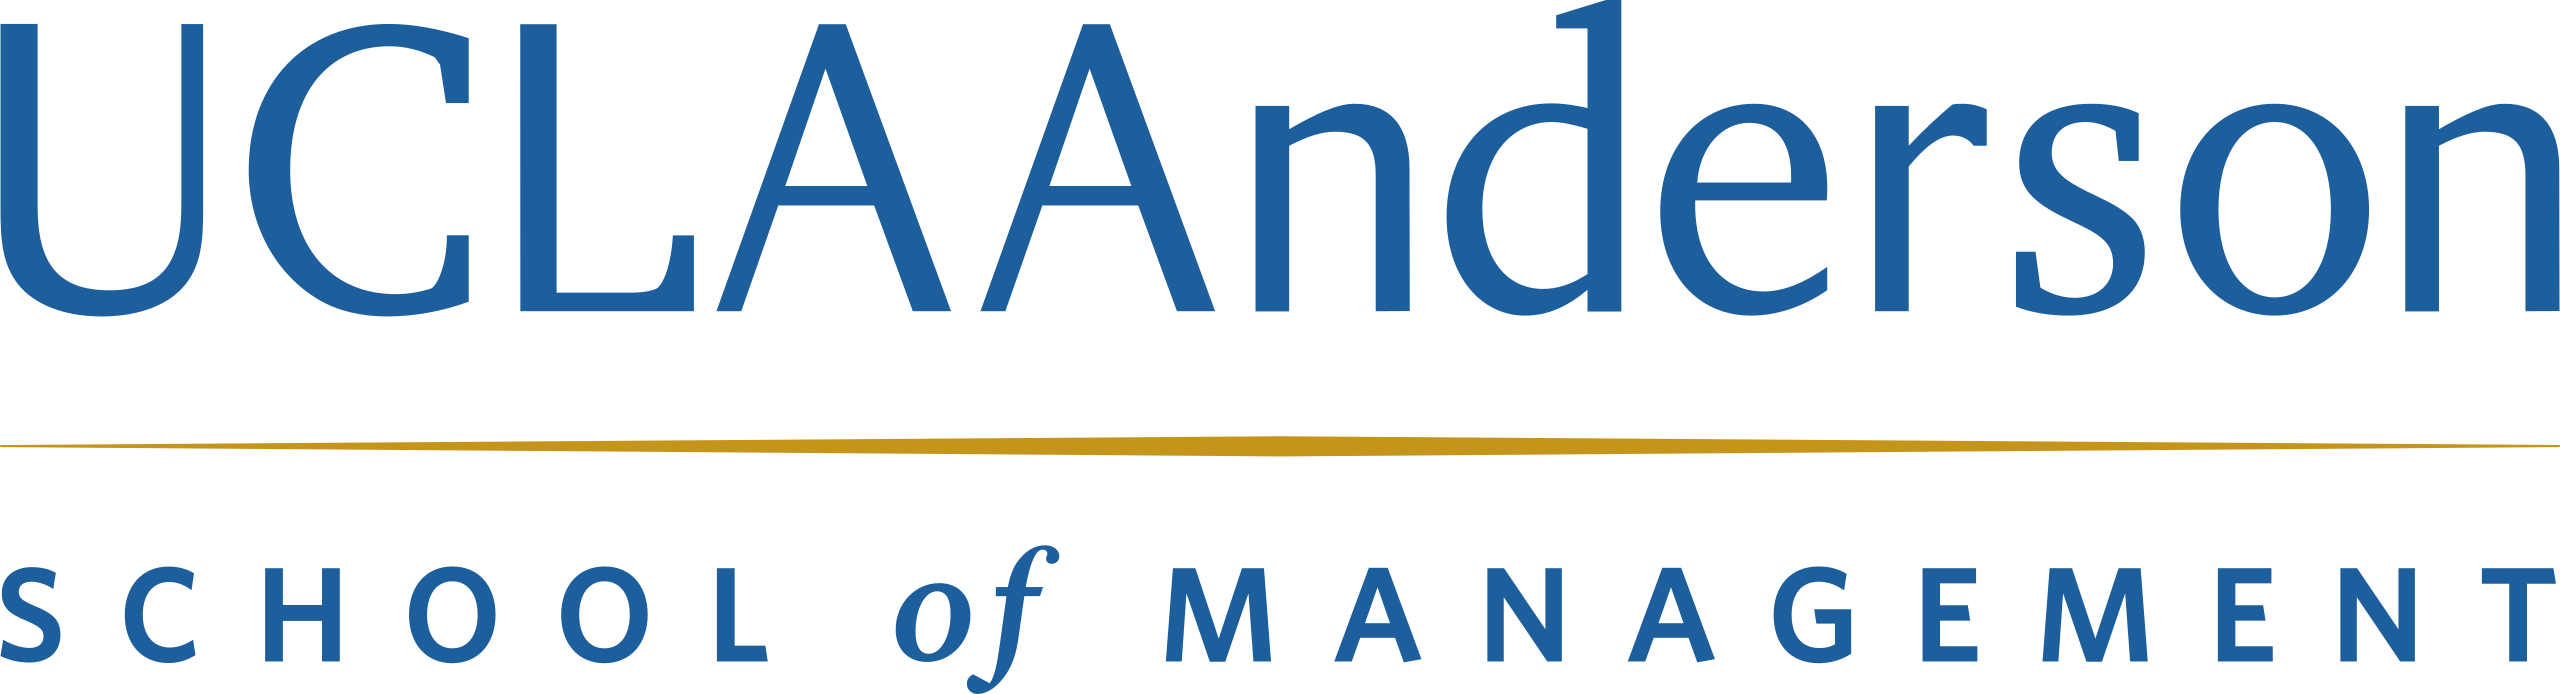 UCLAAnderson
SCHOOL of MANAGEMENT